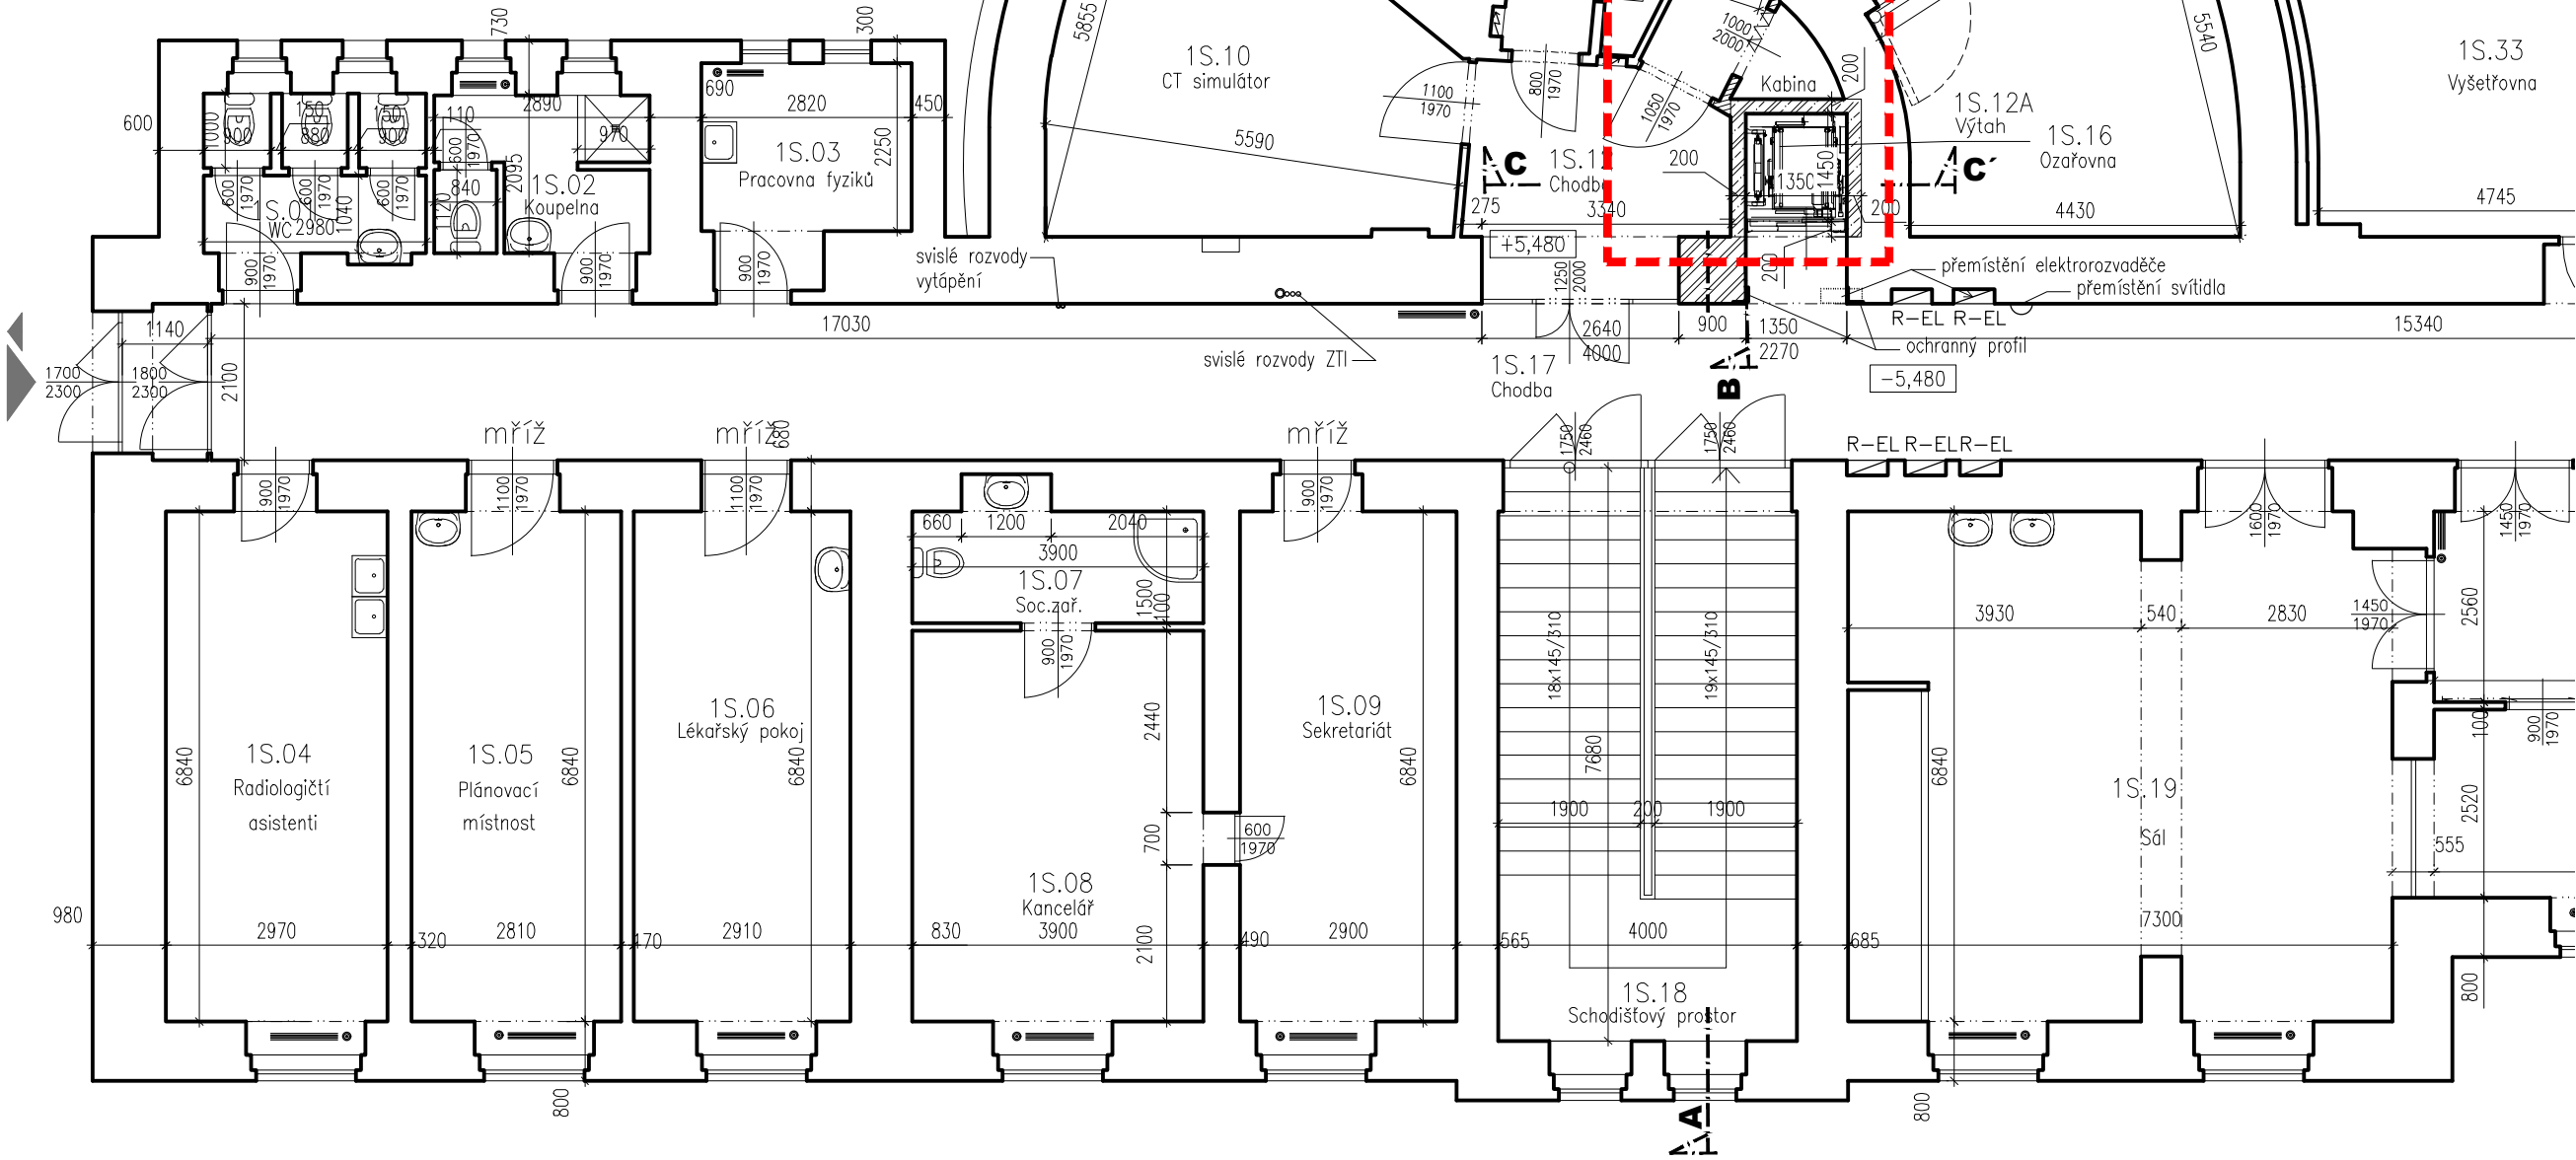 730
300
5855
1000
2000
200
5540
1S.10
CT simulátor
Kabina
1S.33
Vyšetřovna
690
2820
450
1100
1970
800
1970
1050
1970
1S.12A
Výtah
1S.16
Ozařovna
600
1000
900
150
880
150
900
110
2890
970
600
1970
2095
2250
1S.03
Pracovna fyziků
5590
200
Chodba
C
C´
1350
1450
600
1970
600
1970
600
1970
1S.01
WC
2980
1040
840
1120
1S.02
Koupelna
275
3340
200
4430
4745
+5,480
900
1970
900
1970
900
1970
svislé rozvody
vytápění
1250
2000
200
přemístění elektrorozvaděče
přemístění svítidla
R-EL R-EL
1140
17030
2640
4000
900
1350
2270
15340
ochranný profil
svislé rozvody ZTI
1S.17
Chodba
B
-5,480
1700
2300
1800
2300
2100
mříž
mříž
680
mříž
1750
2460
1750
2460
R-EL R-EL R-EL
900
1970
1100
1970
1100
1970
900
1970
1600
1970
1450
1970
660
1200
2040
3900
1S.07
Soc.zař.
1500
100
900
1970
18x145/310
19x145/310
3930
540
2830
1450
1970
2560
1S.04
Radiologičtí
asistenti
6840
1S.05
Plánovací
místnost
6840
1S.06
Lékařský pokoj
6840
2440
700
600
1970
1S.09
Sekretariát
6840
7680
1900
200
1900
6840
1S.19
Sál
100
900
1970
2520
555
1S.08
Kancelář
980
2970
320
2810
170
2910
830
3900
2100
490
2900
565
4000
685
7300
1S.18
Schodišťový prostor
800
800
800
A